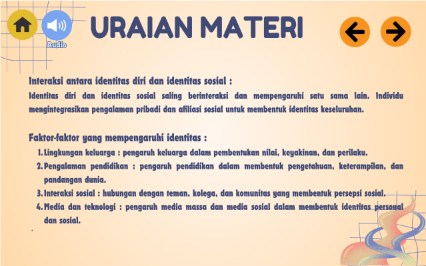 URAIAN MATERI
Audio
Interaksi antara identitas diri dan identitas sosial :
Identitas diri dan identitas sosial saling berinteraksi dan mempengaruhi satu sama lain. Individu
mengintegrasikan pengalaman pribadi dan afiliasi sosial untuk membentuk identitas keseluruhan.
Faktor-faktor yang mempengaruhi identitas :
1. Lingkungan keluarga : pengaruh keluarga dalam pembentukan nilai, keyakinan, dan perilaku.
2. Pengalaman pendidikan : pengaruh pendidikan dalam membentuk pengetahuan, keterampilan, dan
pandangan dunia.
3. Interaksi sosial : hubungan dengan teman, kolega, dan komunitas yang membentuk persepsi sosial.
4. Media dan teknologi : pengaruh media massa dan media sosial dalam membentuk identitas personal
dan sosial.
.